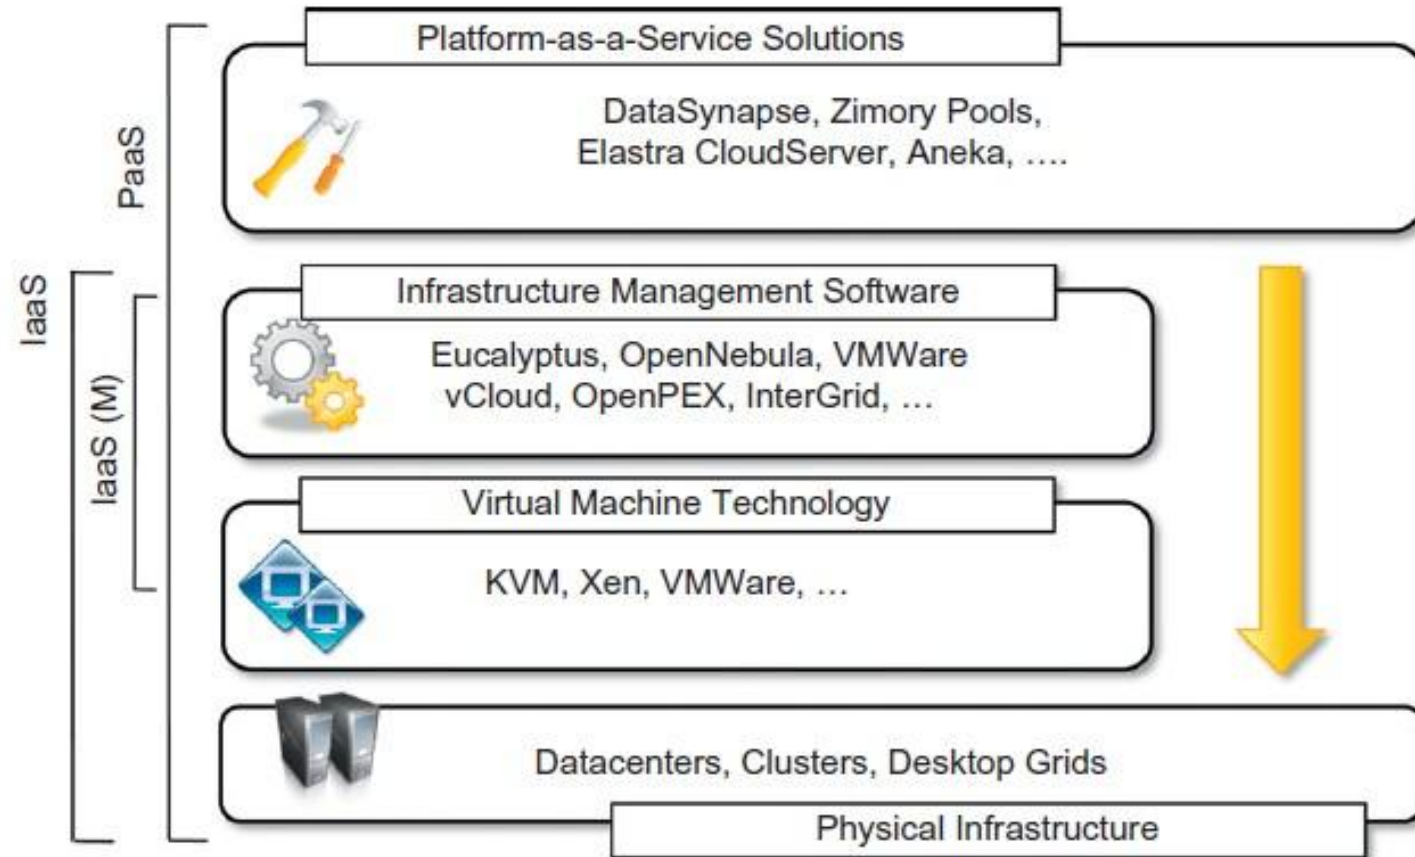 Platform-as-a-Service Solutions
DataSynapse, Zimory Pools,
Elastra CloudServer, Aneka, ....
PaaS
IaaS
IaaS (M)
Infrastructure Management Software
Eucalyptus, OpenNebula, VMWare
vCloud, OpenPEX, InterGrid, ...
Virtual Machine Technology
KVM, Xen, VMWare, ...
Datacenters, Clusters, Desktop Grids
Physical Infrastructure